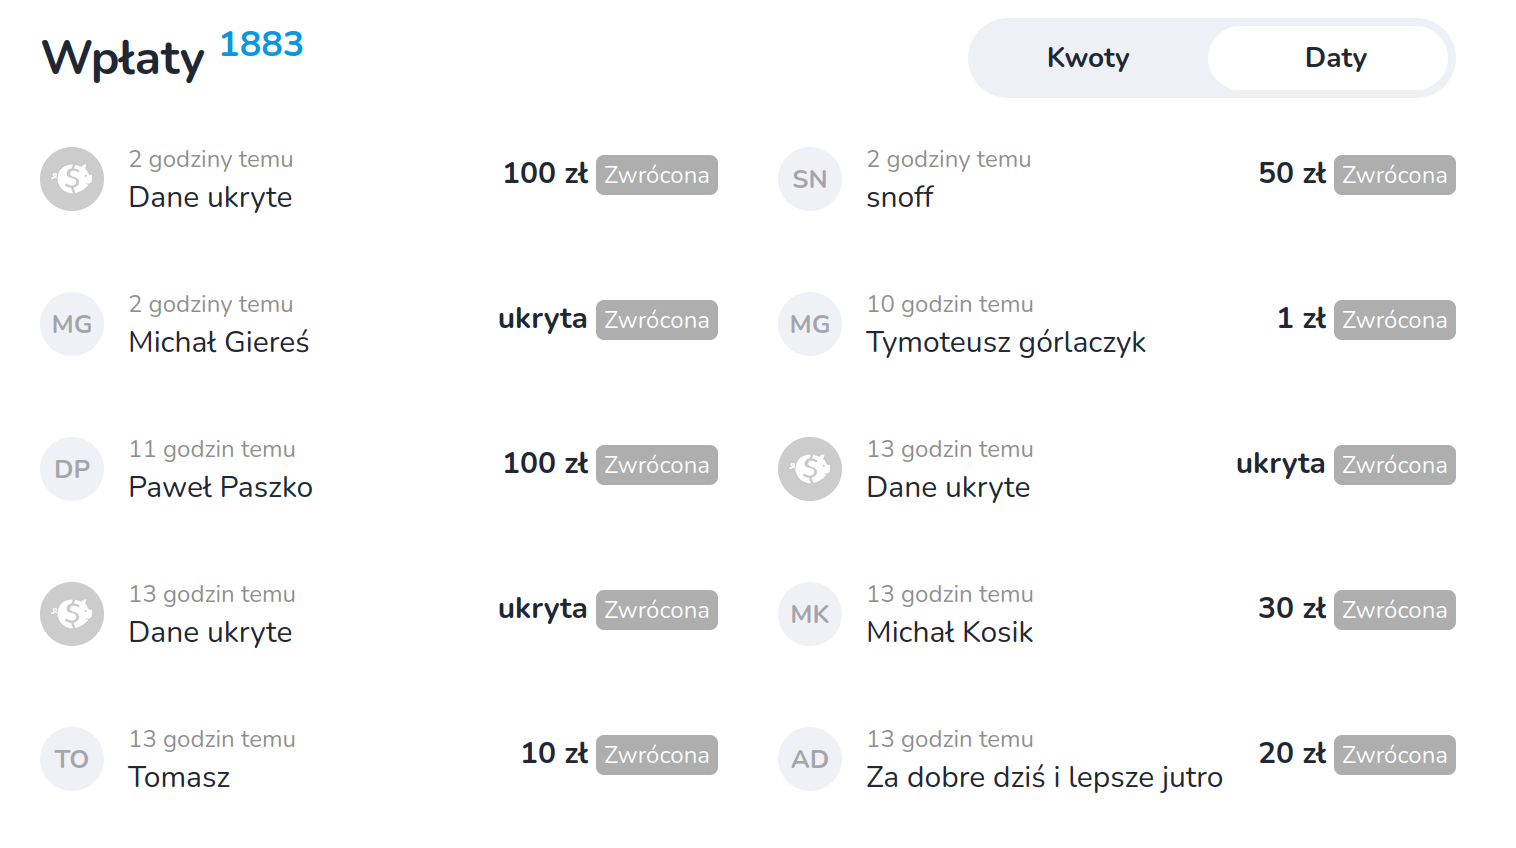 Wpłaty 1883
Kwoty Daty
2 godziny temu
Dane ukryte
100 zł Zwrócona
SN
2 godziny temu
snoff
50 zł Zwrócona
MG
2 godziny temu
Michał Giereś
ukryta Zwrócona
MG
10 godzin temu
Tymoteusz górlaczyk
1 zł Zwrócona
DP
11 godzin temu
Paweł Paszko
100 zł Zwrócona
13 godzin temu
Dane ukryte
ukryta Zwrócona
13 godzin temu
Dane ukryte
ukryta Zwrócona
MK
13 godzin temu
Michał Kosik
30 zł Zwrócona
TO
13 godzin temu
Tomasz
10 zł Zwrócona
AD
13 godzin temu
Za dobre dziś i lepsze jutro
20 zł Zwrócona